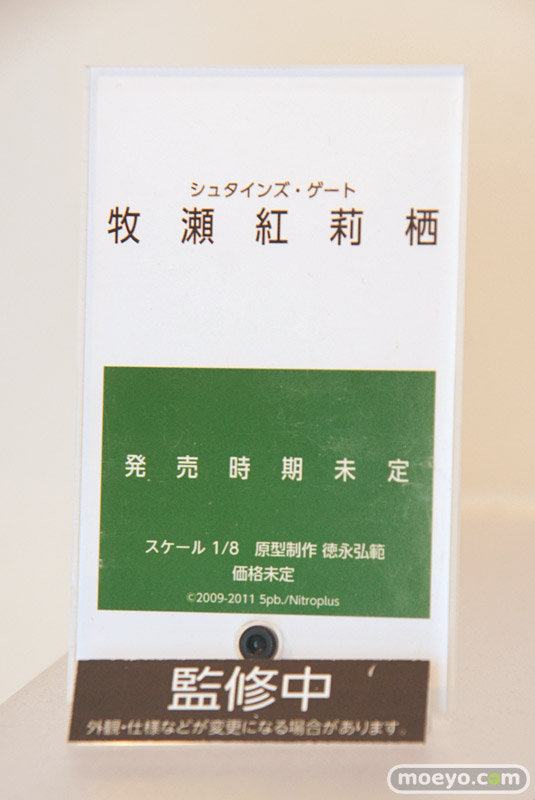 シュタインズ・ゲート
牧瀬紅莉栖
発売時期未定
スケール 1/8 原型制作 徳永弘範
価格未定
©2009-2011 5pb./Nitroplus
監修中
外観・仕様などが変更になる場合があります。
moeyo.com